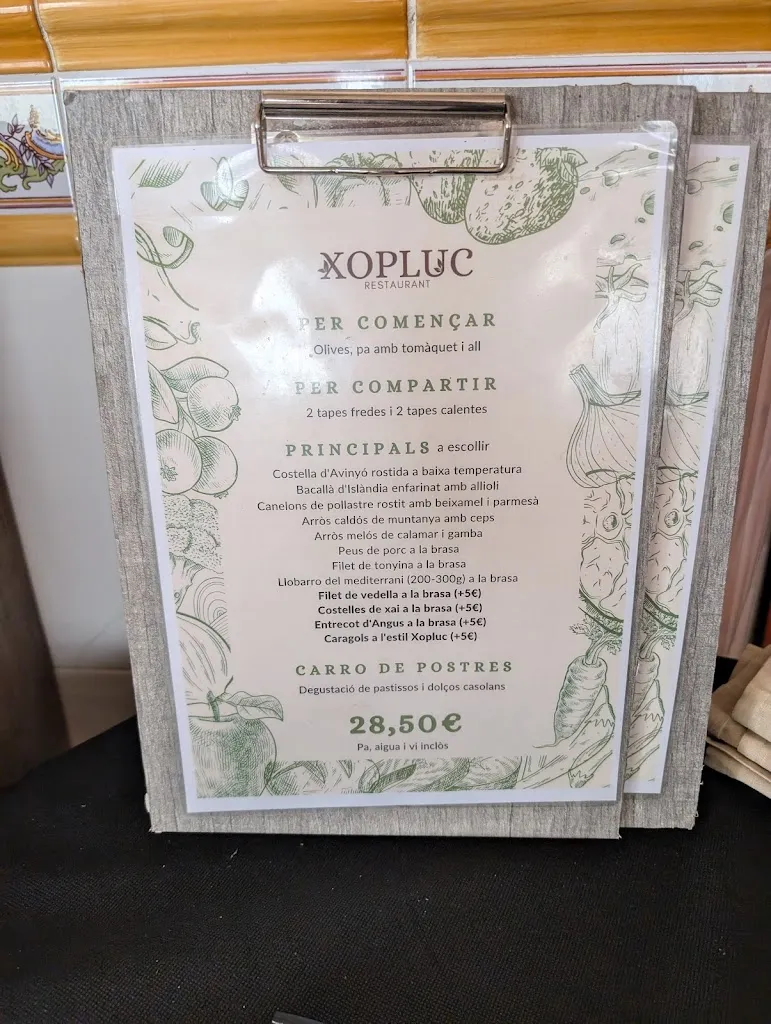 XOPLUC
RESTAURANT
PER COMENÇAR
Olives, pa amb tomàquet i all
PER COMPARTIR
2 tapes fredes i 2 tapes calentes
PRINCIPALS a escollir
Costella d'Avinyó rostida a baixa temperatura
Bacallà d'Islàndia enfarinat amb allioli
Canelons de pollastre rostit amb beixamel i parmesà
Arròs caldós de muntanya amb ceps
Arròs melós de calamar i gamba
Peus de porc a la brasa
Filet de tonyina a la brasa
Llobarro del mediterrani (200-300g) a la brasa
Filet de vedella a la brasa (+5€)
Costelles de xai a la brasa (+5€)
Entrecot d'Angus a la brasa (+5€)
Caragols a l'estil Xopluc (+5€)
CARRO DE POSTRES
Degustació de pastissos i dolços casolans
28,50€
Pa, aigua i vi inclòs